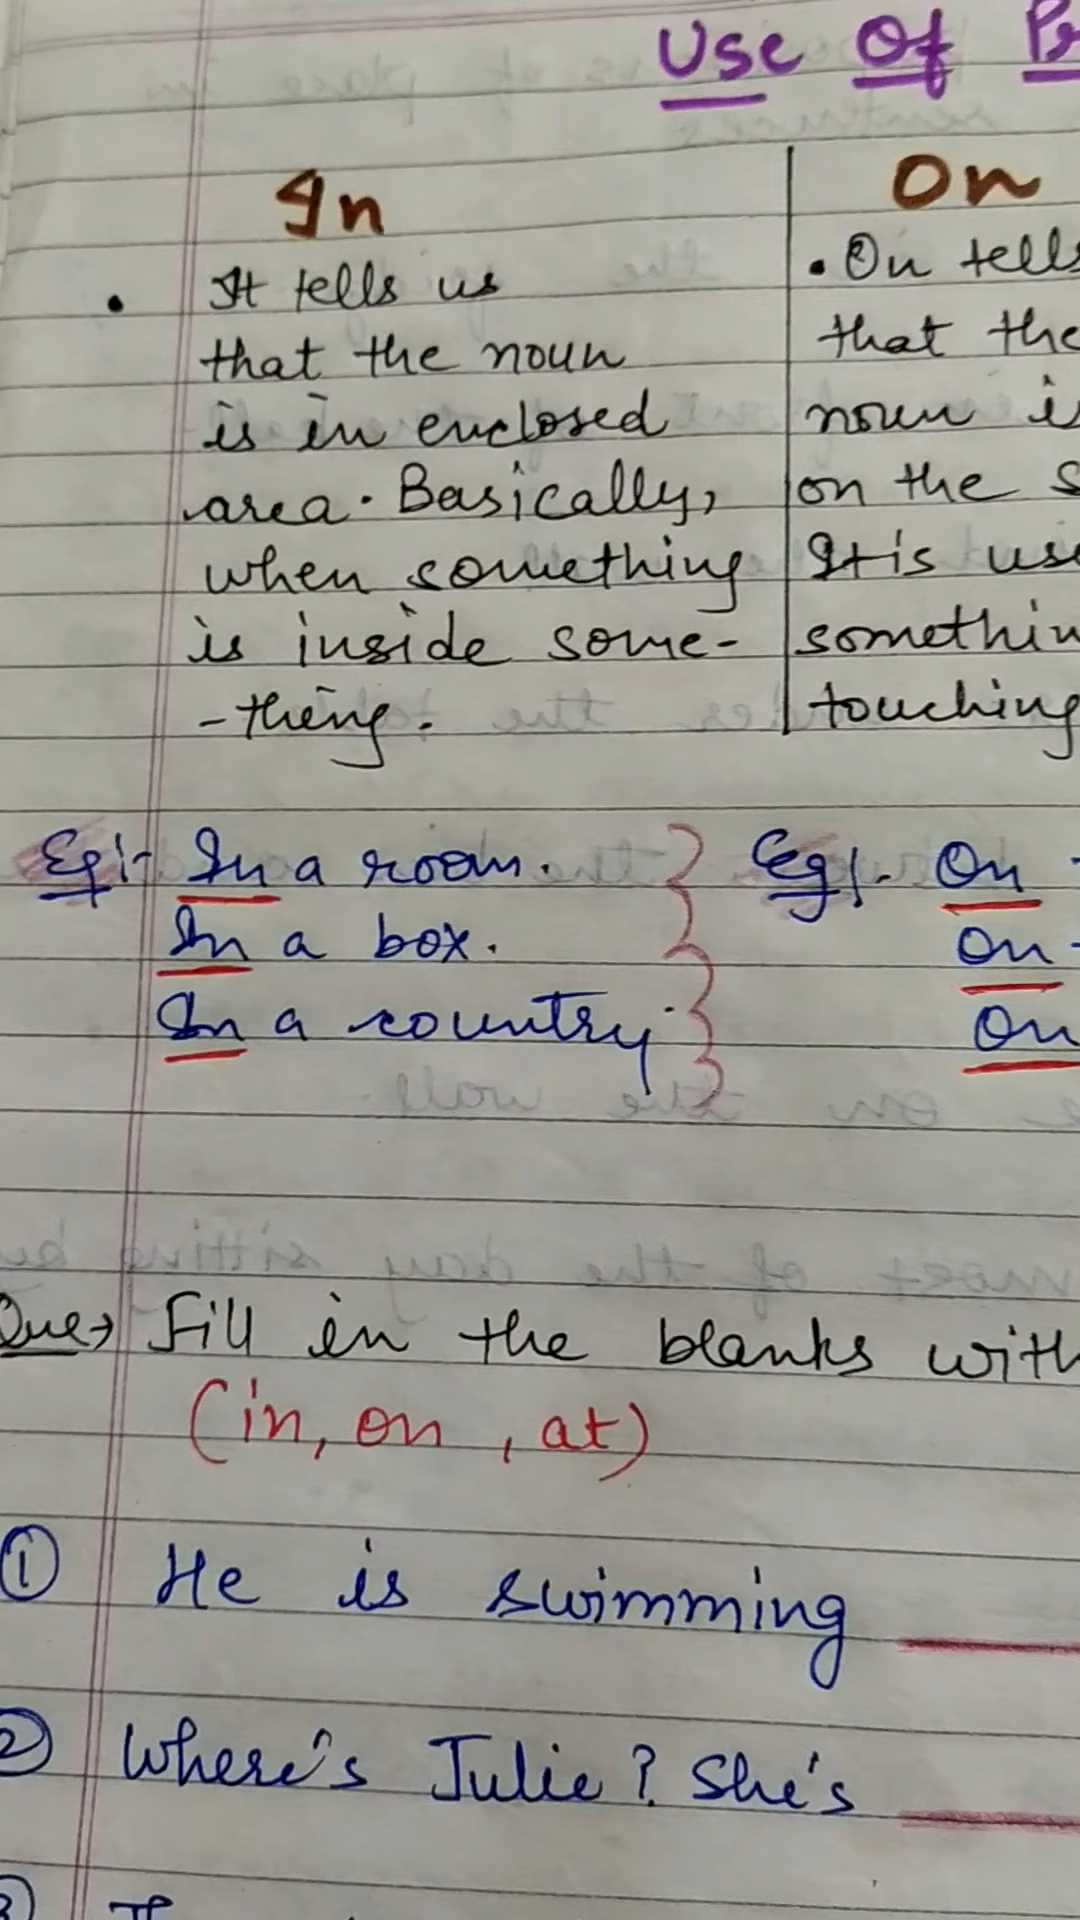 Use Of
In
• It tells us
that the noun
is in enclosed
area. Basically,
when something
is inside some-
-thing.
On
• On tells
that the
noun is
on the
It is
something
touching
Eg:- In a room.
In a box.
In a country.
Eg:- On
On
On
Que→ Fill in the blanks with
(in, on, at)
① He is swimming
② Where's Julie? She's